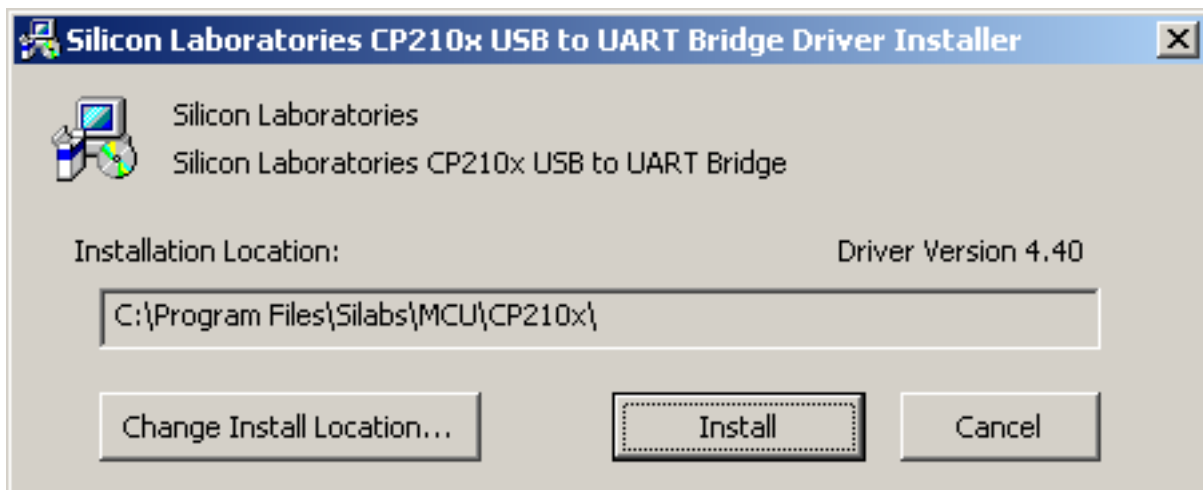 Silicon Laboratories CP210x USB to UART Bridge Driver Installer
Silicon Laboratories
Silicon Laboratories CP210x USB to UART Bridge
Installation Location: Driver Version 4.40
C:\Program Files\Silabs\MCU\CP210x\
Change Install Location... Install Cancel